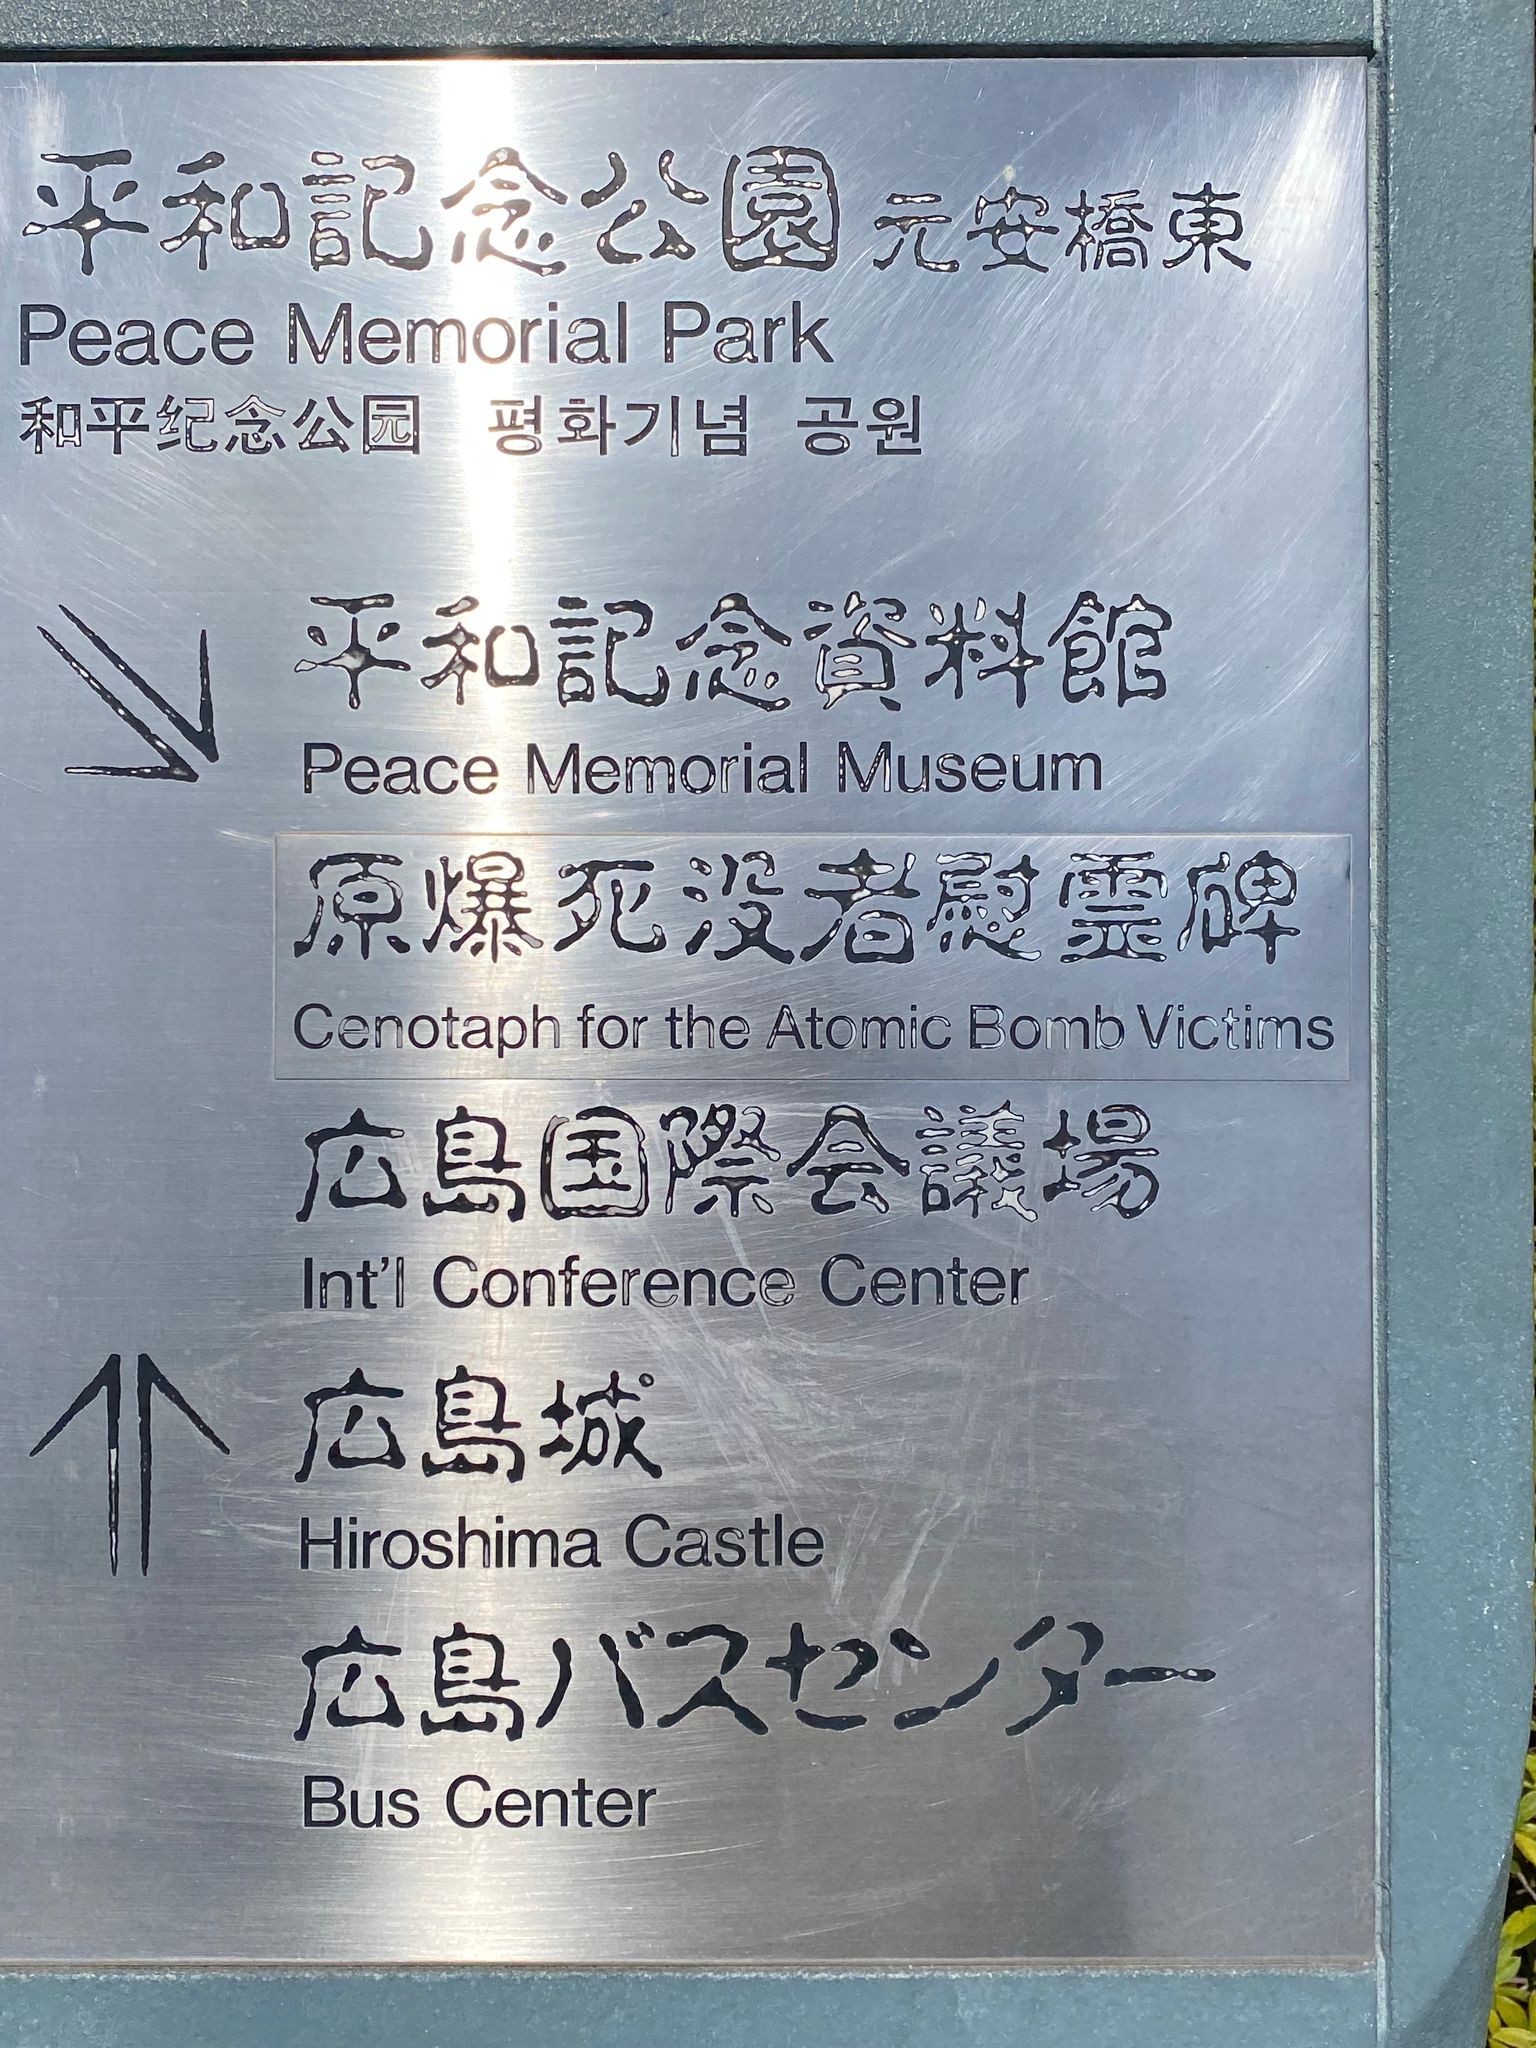 平和記念公園 元安橋東
Peace Memorial Park
和平纪念公园 평화기념 공원
平和記念資料館
Peace Memorial Museum
原爆死没者慰霊碑
Cenotaph for the Atomic Bomb Victims
広島国際会議場
Int'l Conference Center
広島城
Hiroshima Castle
広島バスセンター
Bus Center